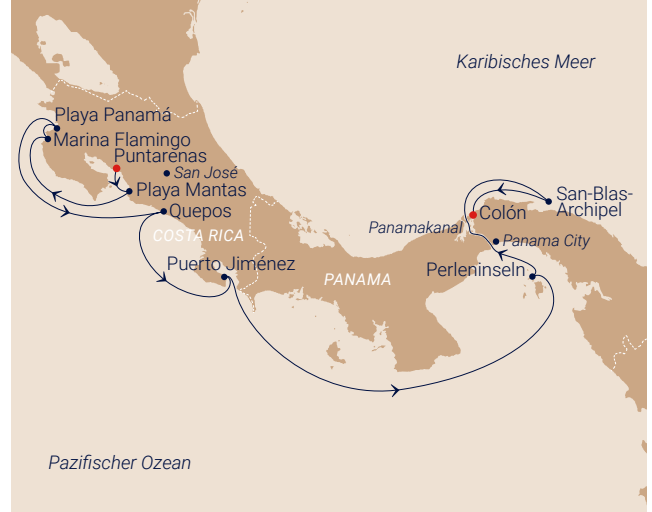 Karibisches Meer
Playa Panamá
Marina Flamingo
Puntarenas
San José
Playa Mantas
Quepos
San-Blas-
Archipel
Colón
Panamakanal
Panama City
COSTA RICA
Puerto Jiménez
Perleninseln
PANAMA
Pazifischer Ozean